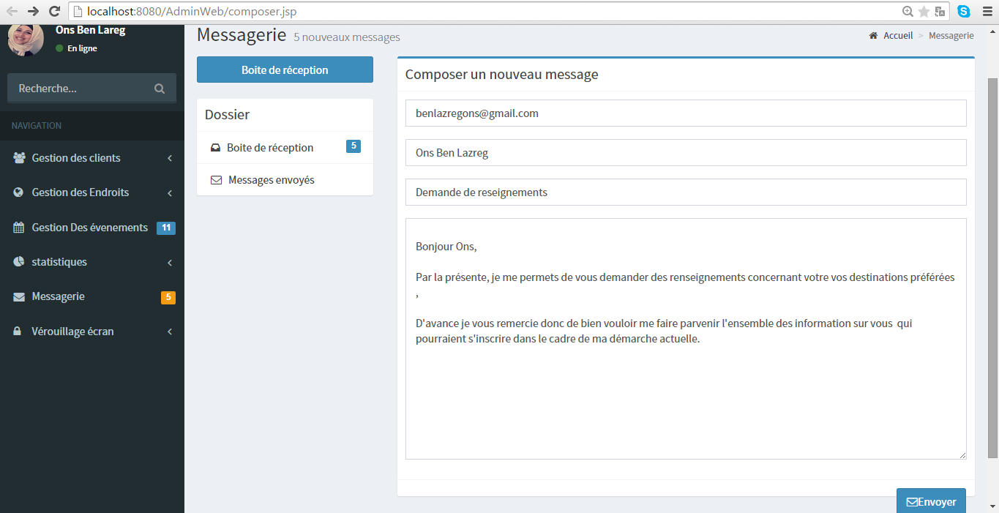 localhost:8080/AdminWeb/composer.jsp
Ons Ben Lareg
En ligne
Recherche...
NAVIGATION
Gestion des clients
Gestion des Endroits
Gestion Des évenements 11
statistiques
Messagerie 5
Vérouillage écran
Messagerie 5 nouveaux messages
Accueil > Messagerie
Boite de réception
Dossier
Boite de réception 5
Messages envoyés
Composer un nouveau message
benlazregons@gmail.com
Ons Ben Lazreg
Demande de reseignements
Bonjour Ons,
Par la présente, je me permets de vous demander des renseignements concernant votre vos destinations préférées
,
D'avance je vous remercie donc de bien vouloir me faire parvenir l'ensemble des information sur vous  qui
pourraient s'inscrire dans le cadre de ma démarche actuelle.
Envoyer